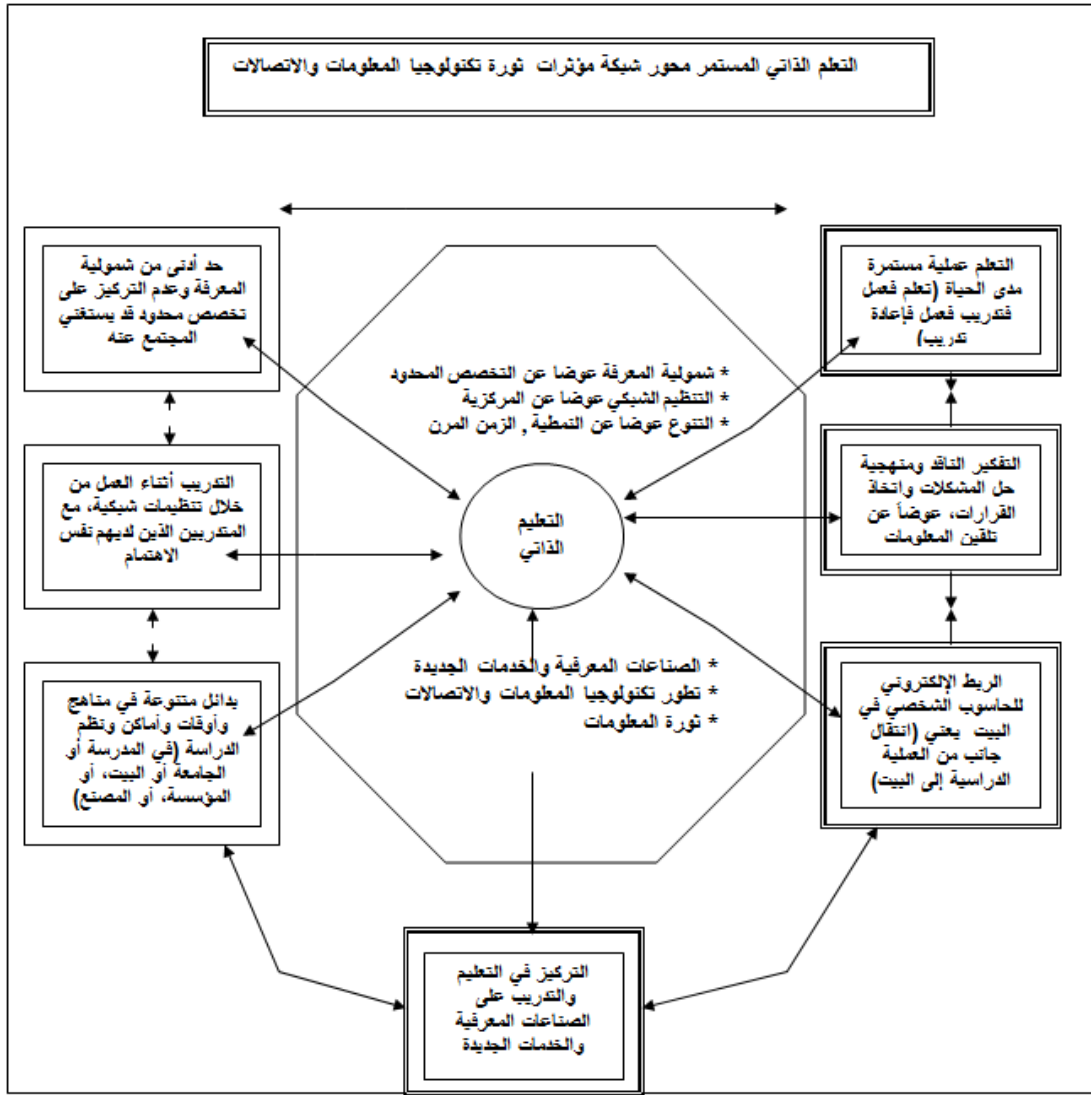 التعلم الذاتي المستمر محور شبكة مؤثرات ثورة تكنولوجيا المعلومات والاتصالات
التعلم عملية مستمرة
مدى الحياة (تعلم فعمل
فتدريب فعمل فإعادة
تدريب)
حد أدنى من شمولية
المعرفة وعدم التركيز على
تخصص محدود قد يستغني
المجتمع عنه
* شمولية المعرفة عوضا عن التخصص المحدود
* التنظيم الشبكي عوضا عن المركزية
* التنوع عوضا عن النمطية , الزمن المرن
التفكير الناقد ومنهجية
حل المشكلات واتخاذ
القرارات، عوضاً عن
تلقين المعلومات
التعليم
الذاتي
التدريب أثناء العمل من
خلال تنظيمات شبكية، مع
المتدربين الذين لديهم نفس
الاهتمام
* الصناعات المعرفية والخدمات الجديدة
* تطور تكنولوجيا المعلومات والاتصالات
* ثورة المعلومات
الربط الإلكتروني
للحاسوب الشخصي في
البيت يعني (انتقال
جانب من العملية
الدراسية إلى البيت)
بدائل متنوعة في مناهج
وأوقات وأماكن ونظم
الدراسة (في المدرسة أو
الجامعة أو البيت، أو
المؤسسة، أو المصنع)
التركيز في التعليم
والتدريب على
الصناعات المعرفية
والخدمات الجديدة